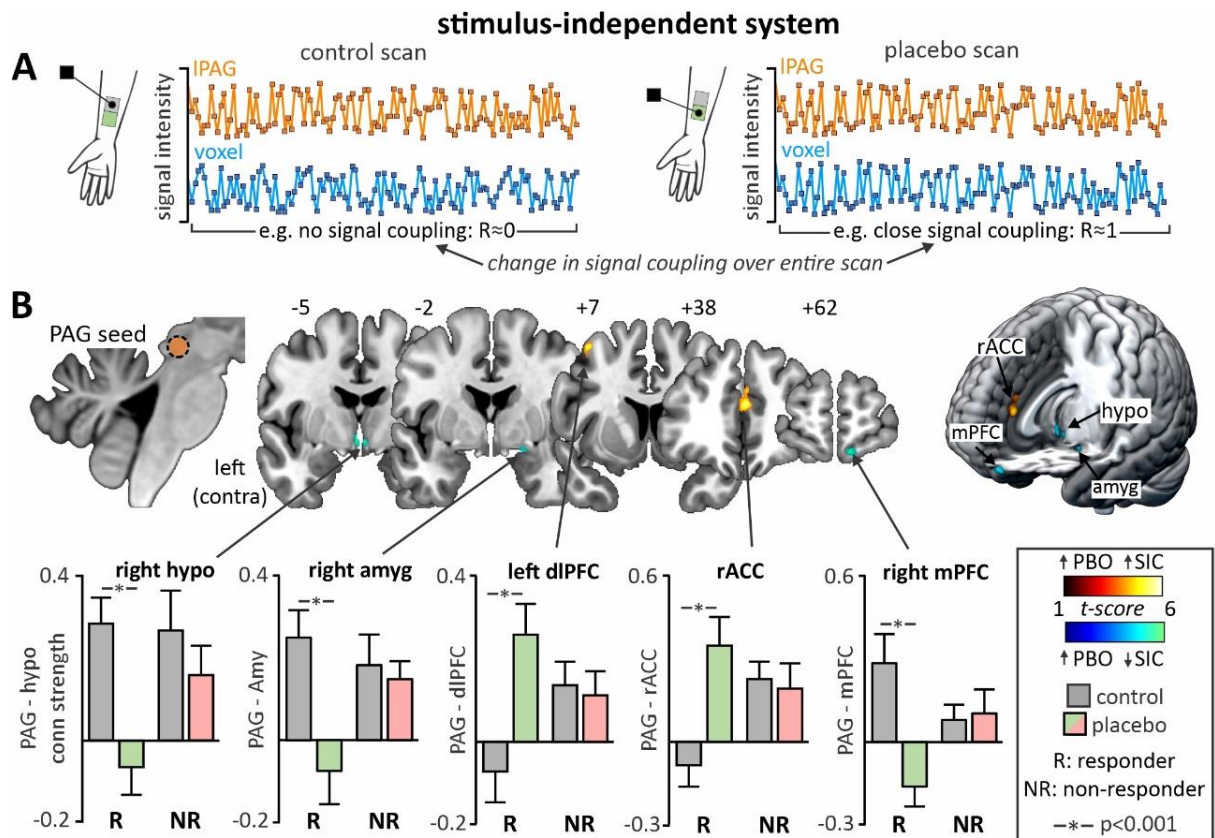 stimulus-independent system
A
control scan
placebo scan
lPAG
voxel
signal intensity
e.g. no signal coupling: R≈0
lPAG
voxel
signal intensity
e.g. close signal coupling: R≈1
change in signal coupling over entire scan
B
PAG seed
-5
-2
+7
+38
+62
left
(contra)
rACC
hypo
mPFC
amyg
right hypo
0.4
-0.2
PAG - hypo
conn strength
-*-
R
NR
right amyg
PAG - Amy
-*-
R
NR
left dlPFC
0.4
-0.2
PAG - dlPFC
-*-
R
NR
rACC
0.6
-0.3
PAG - rACC
-*-
R
NR
right mPFC
0.6
-0.3
PAG - mPFC
-*-
R
NR
↑PBO ↑SIC
1 t-score 6
↑PBO ↓SIC
control
placebo
R: responder
NR: non-responder
-*- p<0.001